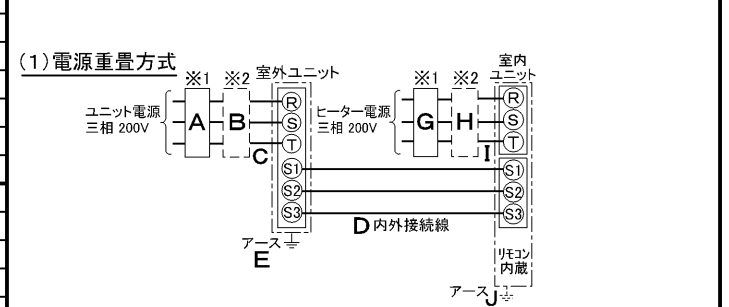 (1)電源重畳方式
※1 ※2 室外ユニット
※1 ※2 室内
ユニット
ユニット電源
三相 200V
A B
R
S
T
C
ヒーター電源
三相 200V
G H
R
S
T
I
S1 S1
S2 S2
S3 S3
D 内外接続線
アース
E
リモコン
内蔵
アース J